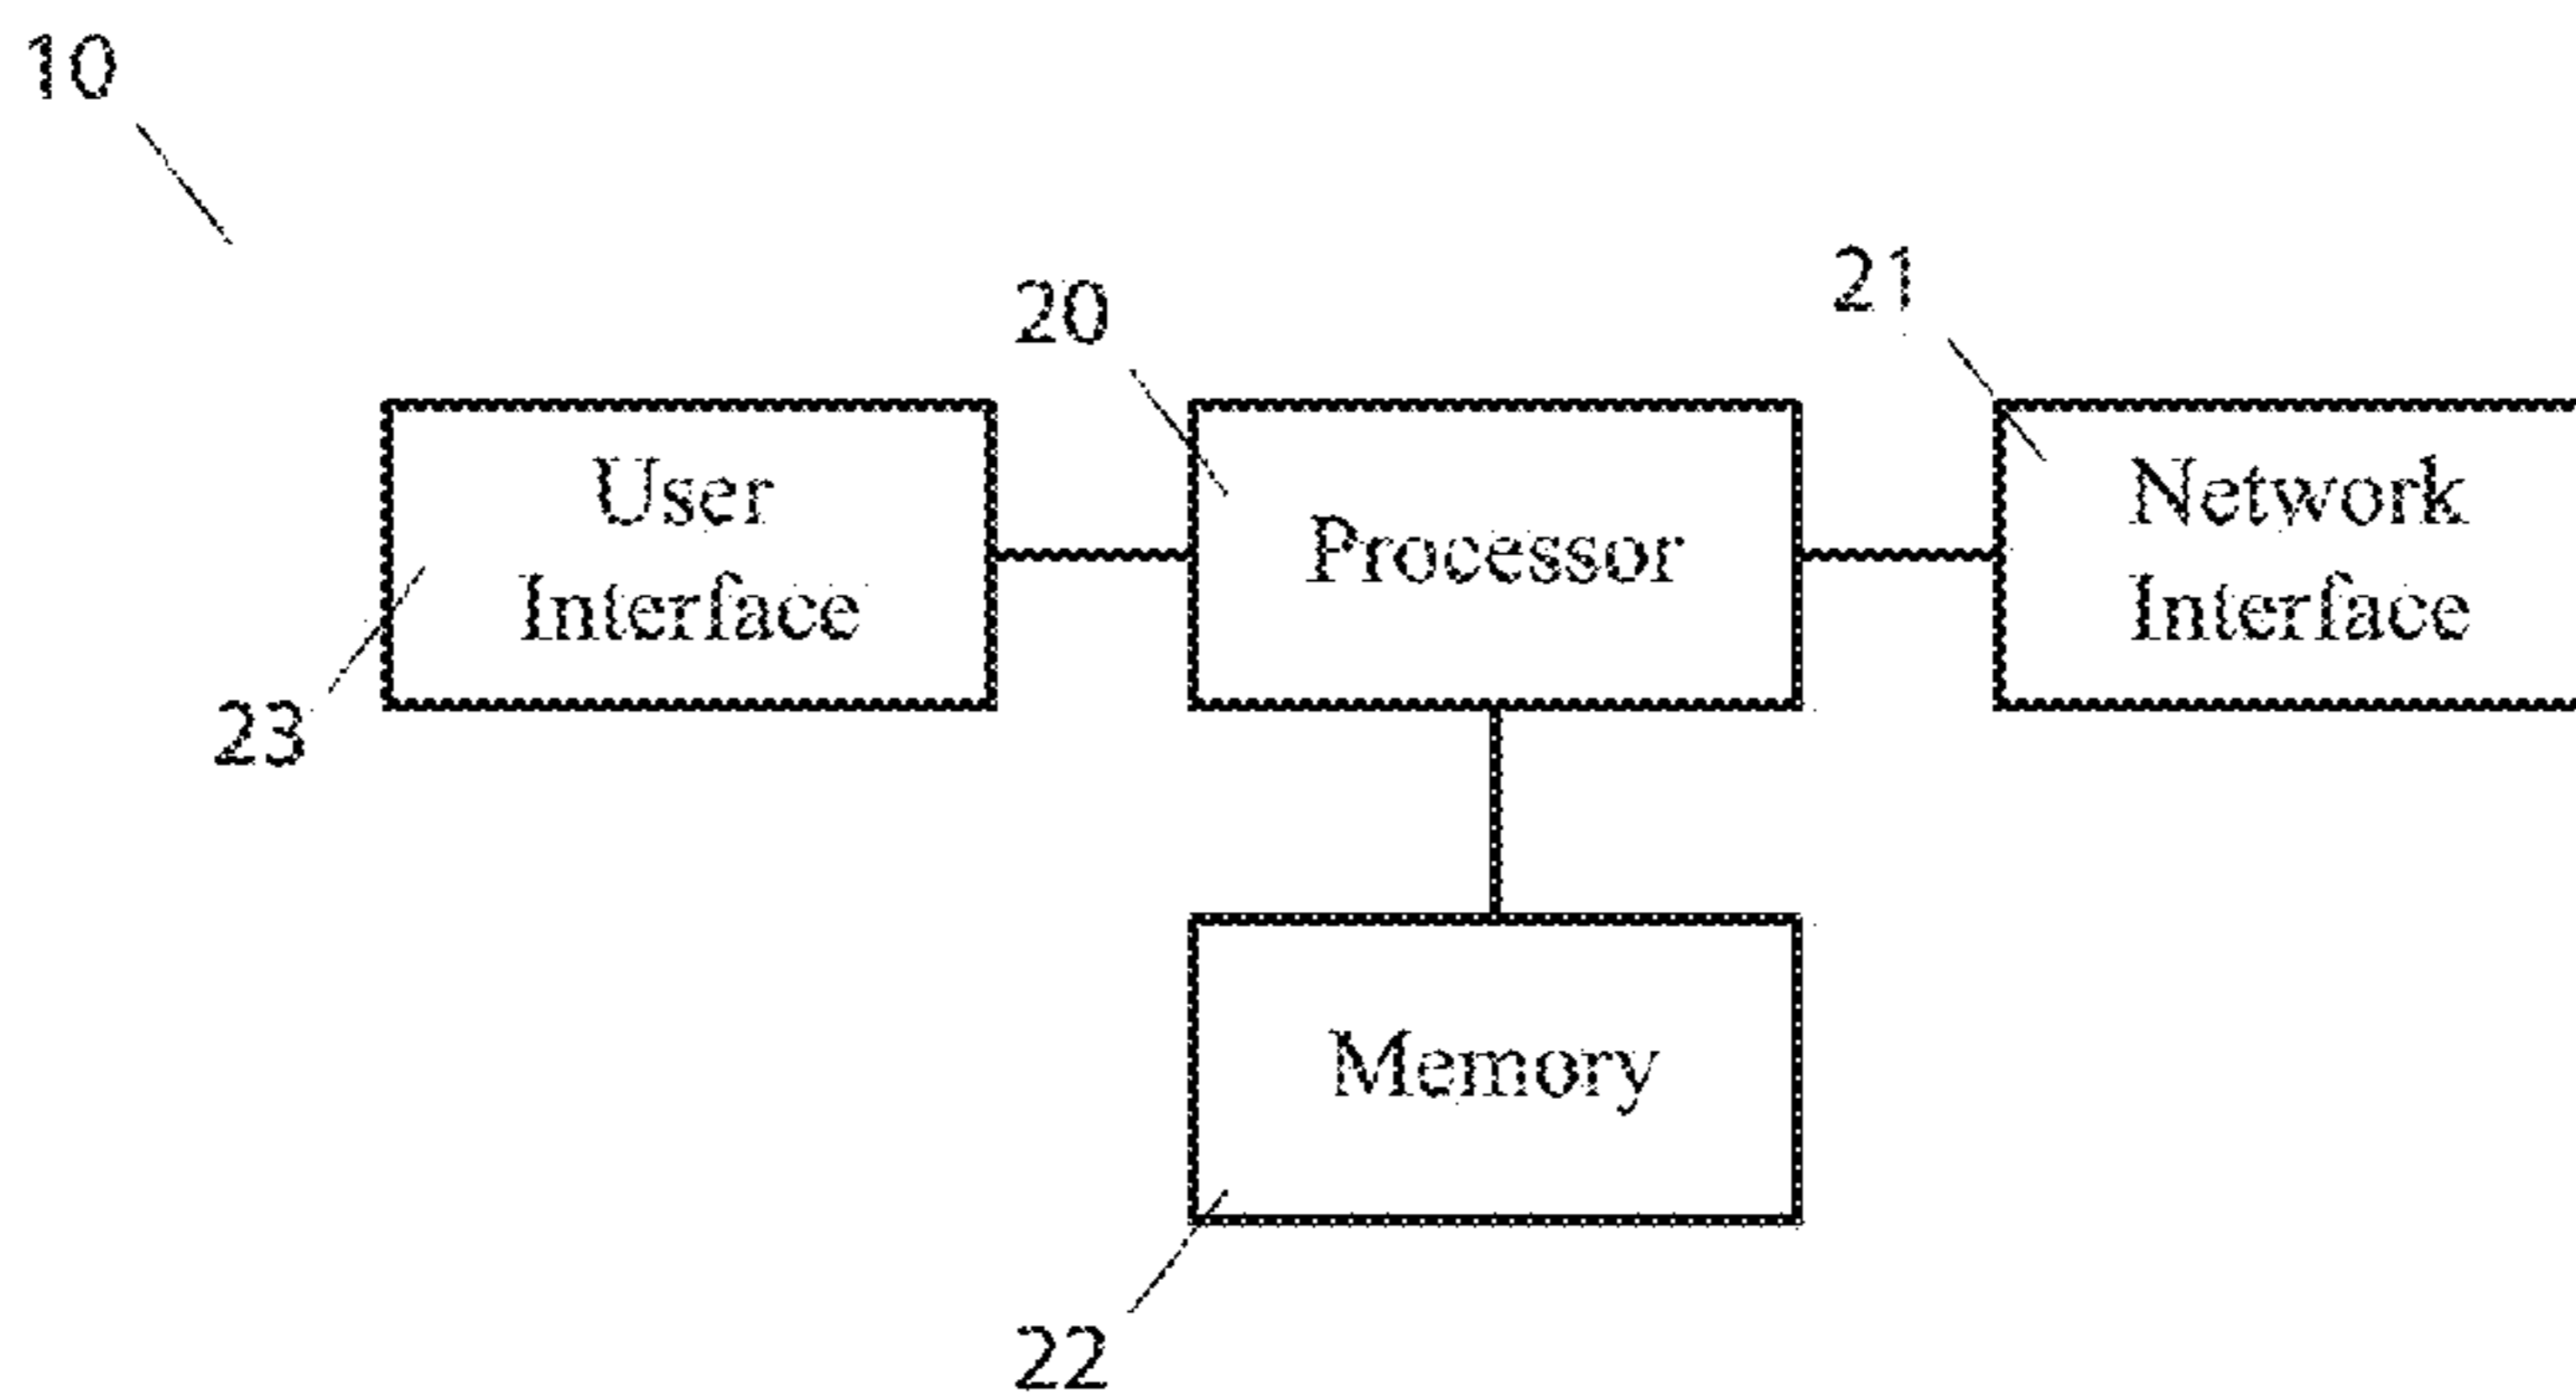 10
20
21
User
Interface
Processor
Network
Interface
23
Memory
22